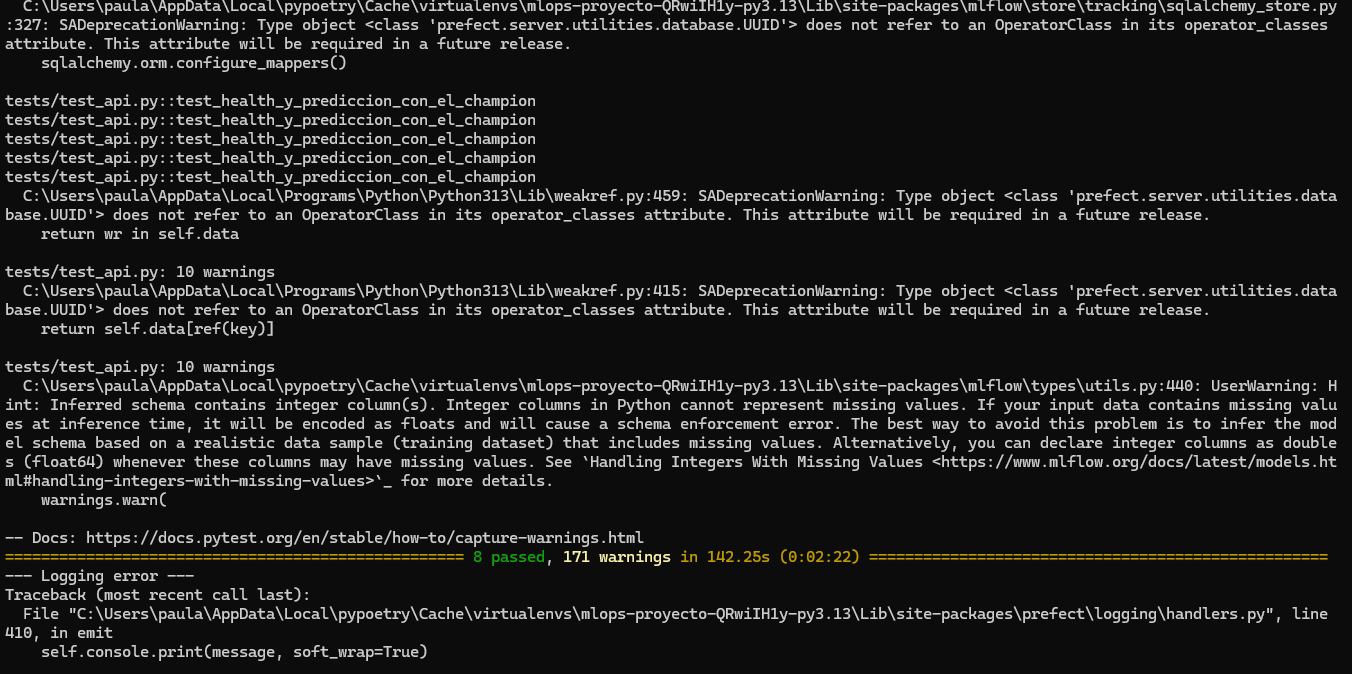 C:\Users\paula\AppData\Local\pypoetry\Cache\virtualenvs\mlops-proyecto-QRwiIH1y-py3.13\Lib\site-packages\mlflow\store\tracking\sqlalchemy_store.py
:327: SADeprecationWarning: Type object <class 'prefect.server.utilities.database.UUID'> does not refer to an OperatorClass in its operator_classes
attribute. This attribute will be required in a future release.
    sqlalchemy.orm.configure_mappers()

tests/test_api.py::test_health_y_prediccion_con_el_champion
tests/test_api.py::test_health_y_prediccion_con_el_champion
tests/test_api.py::test_health_y_prediccion_con_el_champion
tests/test_api.py::test_health_y_prediccion_con_el_champion
tests/test_api.py::test_health_y_prediccion_con_el_champion
  C:\Users\paula\AppData\Local\Programs\Python\Python313\Lib\weakref.py:459: SADeprecationWarning: Type object <class 'prefect.server.utilities.data
base.UUID'> does not refer to an OperatorClass in its operator_classes attribute. This attribute will be required in a future release.
    return wr in self.data

tests/test_api.py: 10 warnings
  C:\Users\paula\AppData\Local\Programs\Python\Python313\Lib\weakref.py:415: SADeprecationWarning: Type object <class 'prefect.server.utilities.data
base.UUID'> does not refer to an OperatorClass in its operator_classes attribute. This attribute will be required in a future release.
    return self.data[ref(key)]

tests/test_api.py: 10 warnings
  C:\Users\paula\AppData\Local\pypoetry\Cache\virtualenvs\mlops-proyecto-QRwiIH1y-py3.13\Lib\site-packages\mlflow\types\utils.py:440: UserWarning: H
int: Inferred schema contains integer column(s). Integer columns in Python cannot represent missing values. If your input data contains missing valu
es at inference time, it will be encoded as floats and will cause a schema enforcement error. The best way to avoid this problem is to infer the mod
el schema based on a realistic data sample (training dataset) that includes missing values. Alternatively, you can declare integer columns as double
s (float64) whenever these columns may have missing values. See `Handling Integers With Missing Values <https://www.mlflow.org/docs/latest/models.ht
ml#handling-integers-with-missing-values>`_ for more details.
    warnings.warn(

-- Docs: https://docs.pytest.org/en/stable/how-to/capture-warnings.html
=================================================== 8 passed, 171 warnings in 142.25s (0:02:22) ===================================================
--- Logging error ---
Traceback (most recent call last):
  File "C:\Users\paula\AppData\Local\pypoetry\Cache\virtualenvs\mlops-proyecto-QRwiIH1y-py3.13\Lib\site-packages\prefect\logging\handlers.py", line
410, in emit
    self.console.print(message, soft_wrap=True)